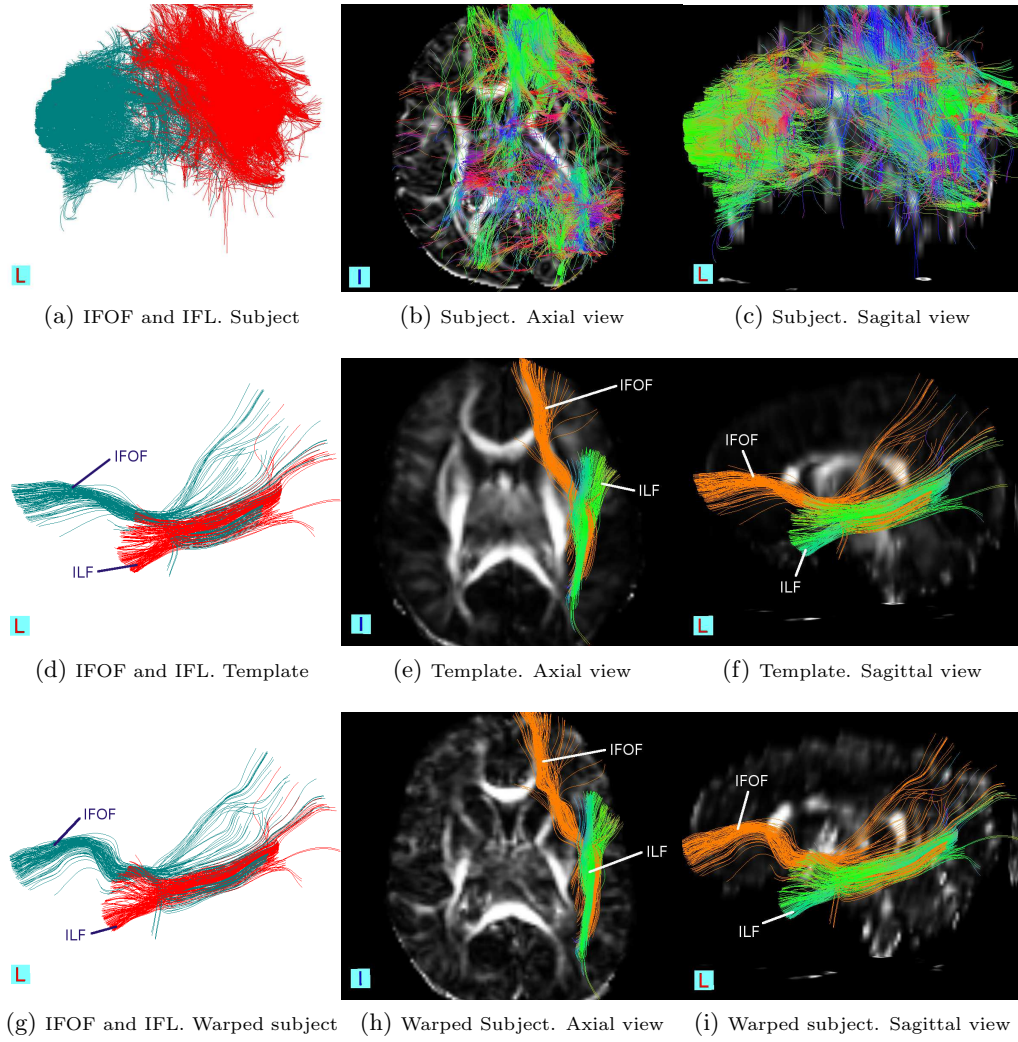 L
I
L
(a) IFOF and IFL. Subject
(b) Subject. Axial view
(c) Subject. Sagital view
IFOF
ILF
L
IFOF
ILF
I
IFOF
ILF
L
(d) IFOF and IFL. Template
(e) Template. Axial view
(f) Template. Sagittal view
IFOF
ILF
L
IFOF
ILF
I
IFOF
ILF
L
(g) IFOF and IFL. Warped subject
(h) Warped Subject. Axial view
(i) Warped subject. Sagittal view